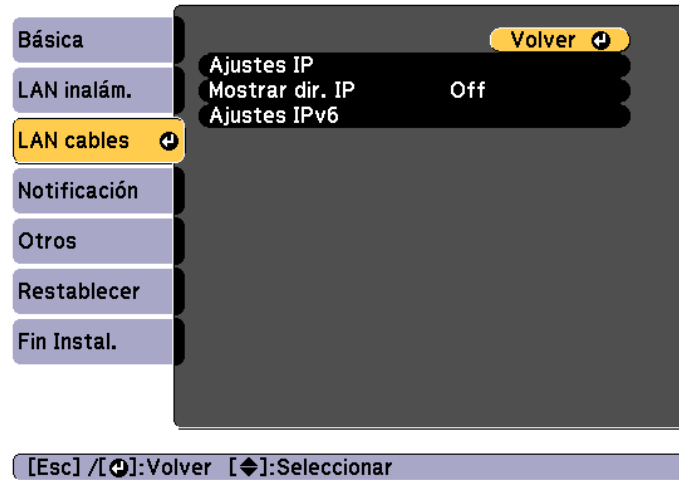 Básica
LAN inalám.
LAN cables
Notificación
Otros
Restablecer
Fin Instal.
Volver
Ajustes IP
Mostrar dir. IP Off
Ajustes IPv6
[Esc] /[⏎]:Volver [◆]:Seleccionar